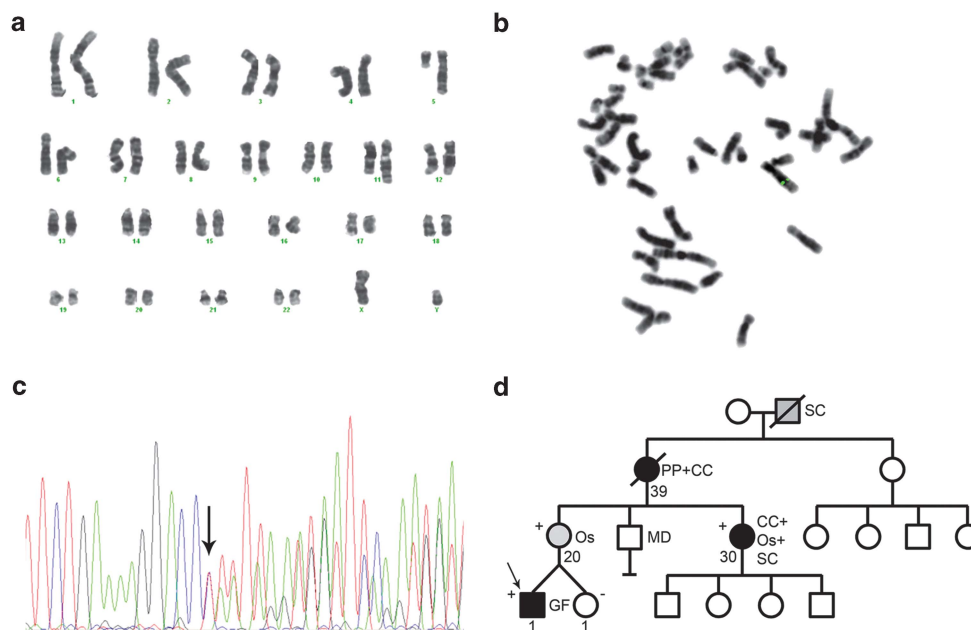 a
1 2 3 4 5
6 7 8 9 10 11 12
13 14 15 16 17 18
19 20 21 22 X Y
b
c
d
SC
PP+CC
39
+ Os MD + CC+
Os+
20 30 SC
+ GF -
1 1